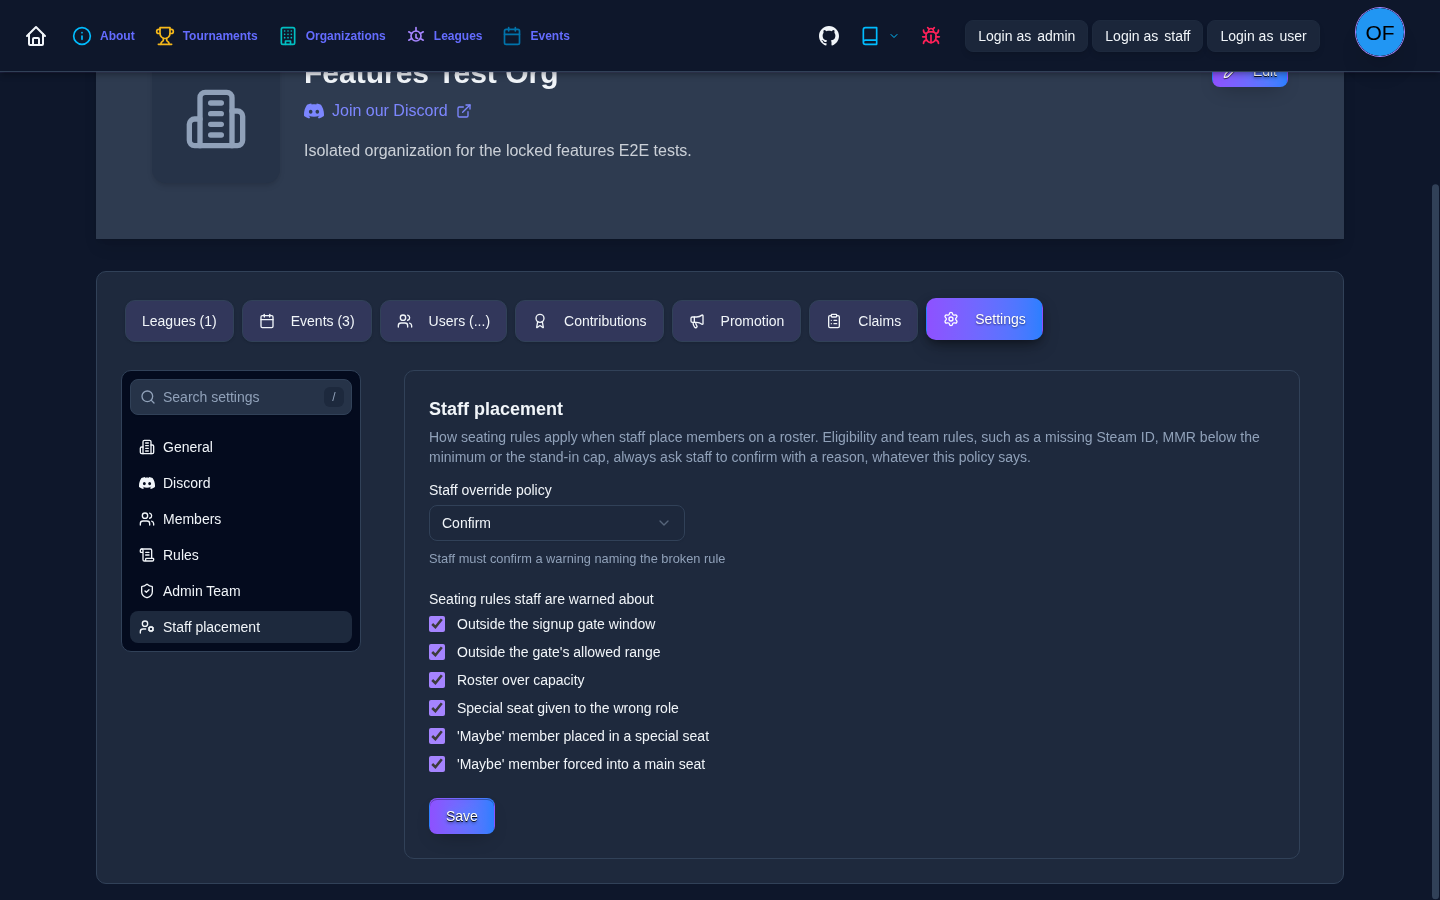 About
Tournaments
Organizations
Leagues
Events
Login as admin
Login as staff
Login as user
OF
Features Test Org
Edit
Join our Discord
Isolated organization for the locked features E2E tests.
Leagues (1)
Events (3)
Users (...)
Contributions
Promotion
Claims
Settings
Search settings
/
General
Discord
Members
Rules
Admin Team
Staff placement
Staff placement
How seating rules apply when staff place members on a roster. Eligibility and team rules, such as a missing Steam ID, MMR below the
minimum or the stand-in cap, always ask staff to confirm with a reason, whatever this policy says.
Staff override policy
Confirm
Staff must confirm a warning naming the broken rule
Seating rules staff are warned about
Outside the signup gate window
Outside the gate's allowed range
Roster over capacity
Special seat given to the wrong role
'Maybe' member placed in a special seat
'Maybe' member forced into a main seat
Save